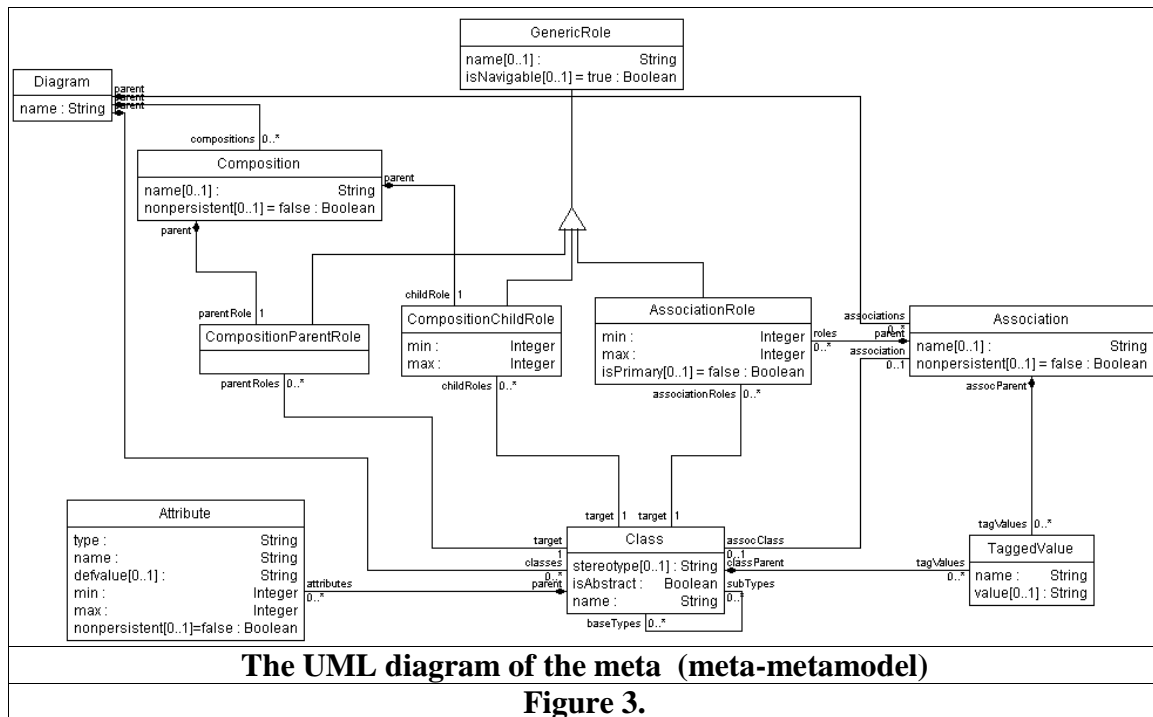 GenericRole
name[0..1] : String
isNavigable[0..1] = true : Boolean
Diagram
name : String
parent
parent
parent
compositions 0..*
Composition
name[0..1] : String
nonpersistent[0..1] = false : Boolean
parent
parent
parentRole 1
childRole 1
CompositionParentRole
parentRoles 0..*
CompositionChildRole
min : Integer
max : Integer
childRoles 0..*
AssociationRole
min : Integer
max : Integer
isPrimary[0..1] = false : Boolean
associationRoles 0..*
roles
0..*
associations
0..*
parent
association
0..1
Association
name[0..1] : String
nonpersistent[0..1] = false : Boolean
assocParent
Attribute
type : String
name : String
defvalue[0..1] : String
min : Integer
max : Integer
nonpersistent[0..1]=false : Boolean
attributes
0..*
target 1
target 1
target
1
classes
0..*
parent
Class
stereotype[0..1] : String
isAbstract : Boolean
name : String
assocClass
0..1
classParent
subTypes
0..*
baseTypes 0..*
tagValues 0..*
tagValues
0..*
TaggedValue
name : String
value[0..1] : String
The UML diagram of the meta (meta-metamodel)
Figure 3.